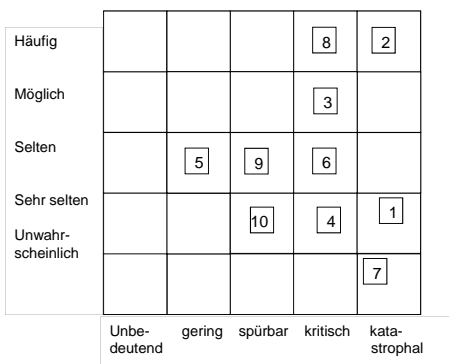 Häufig 8 2
Möglich 3
Selten 5 9 6
Sehr selten 10 4 1
Unwahr-
scheinlich
7
Unbe- gering spürbar kritisch kata-
deutend strophal